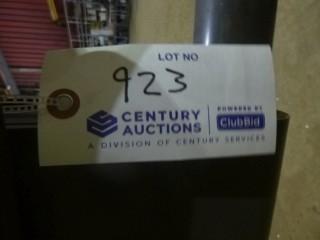 LOT NO
923
CENTURY AUCTIONS
POWERED BY
ClubBid
A DIVISION OF CENTURY SERVICES